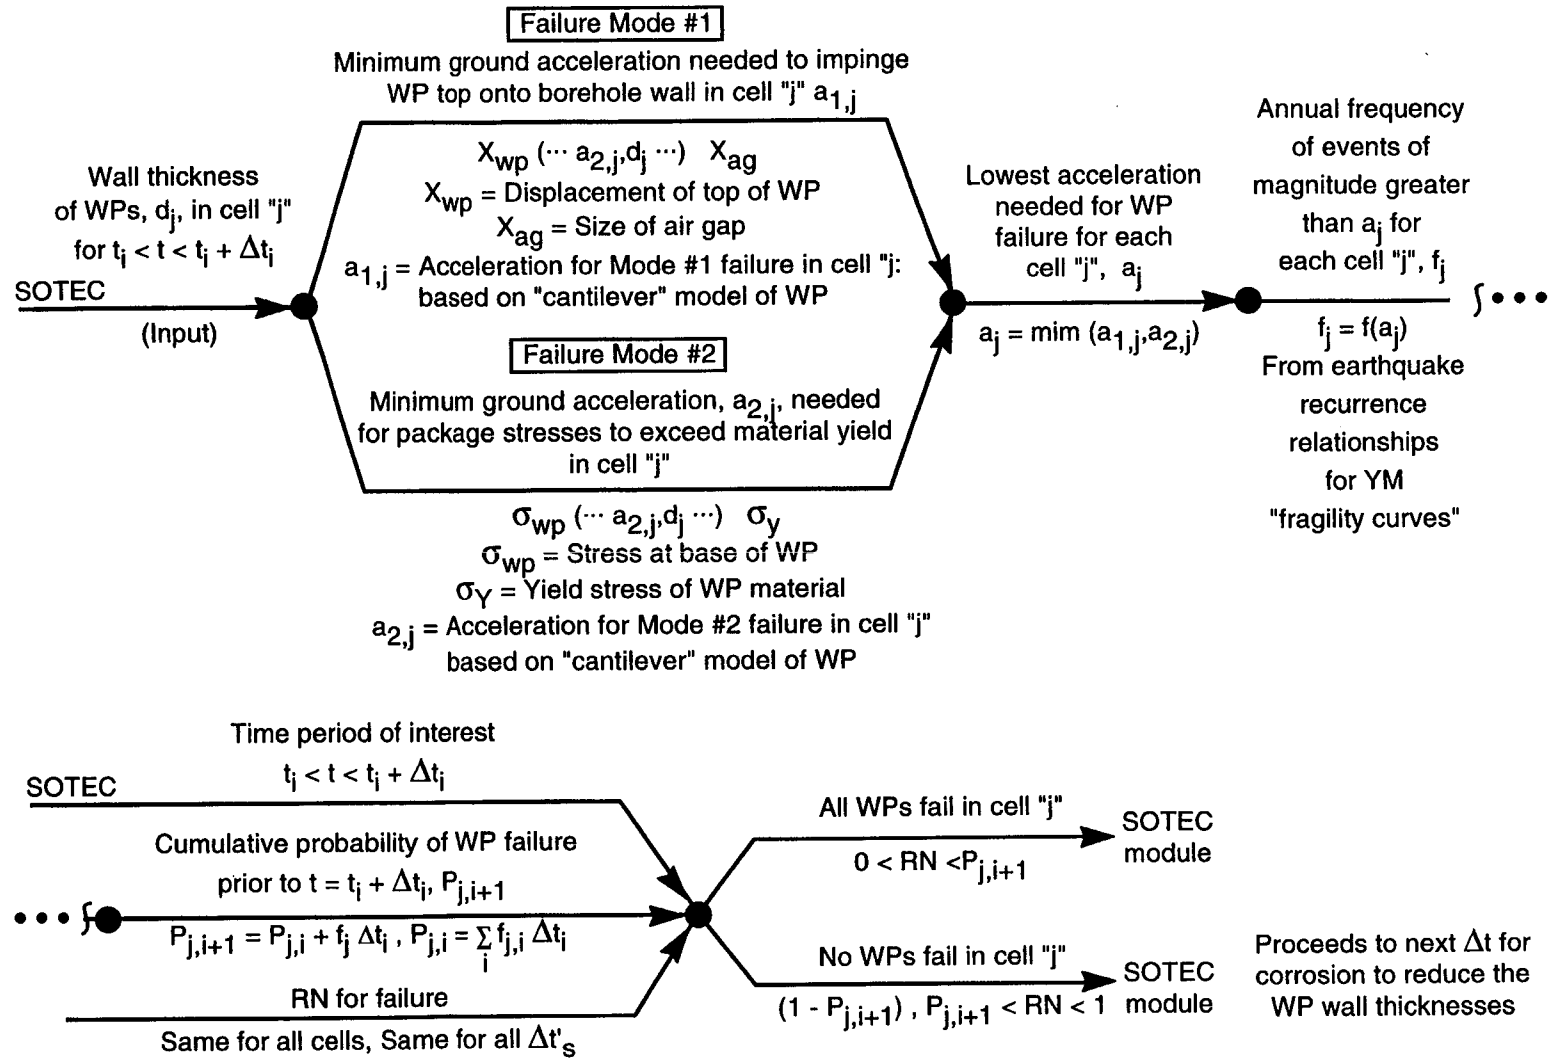 Failure Mode #1
Minimum ground acceleration needed to impinge
WP top onto borehole wall in cell "j" a1,j
Xwp (··· a2,j,dj ···) Xag
Xwp = Displacement of top of WP
Xag = Size of air gap
a1,j = Acceleration for Mode #1 failure in cell "j:
based on "cantilever" model of WP
Wall thickness
of WPs, dj, in cell "j"
for ti < t < ti + Δti
SOTEC
(Input)
Failure Mode #2
Minimum ground acceleration, a2,j, needed
for package stresses to exceed material yield
in cell "j"
σwp (··· a2,j,dj ···) σy
σwp = Stress at base of WP
σY = Yield stress of WP material
a2,j = Acceleration for Mode #2 failure in cell "j"
based on "cantilever" model of WP
Lowest acceleration
needed for WP
failure for each
cell "j", aj
aj = mim (a1,j,a2,j)
Annual frequency
of events of
magnitude greater
than aj for
each cell "j", fj
fj = f(aj)
From earthquake
recurrence
relationships
for YM
"fragility curves"
Time period of interest
ti < t < ti + Δti
SOTEC
Cumulative probability of WP failure
prior to t = ti + Δti, Pj,i+1
Pj,i+1 = Pj,i + fj Δti , Pj,i = Σi fj,i Δti
RN for failure
Same for all cells, Same for all Δt's
All WPs fail in cell "j"
0 < RN <Pj,i+1
SOTEC
module
No WPs fail in cell "j"
(1 - Pj,i+1) , Pj,i+1 < RN < 1
SOTEC
module
Proceeds to next Δt for
corrosion to reduce the
WP wall thicknesses